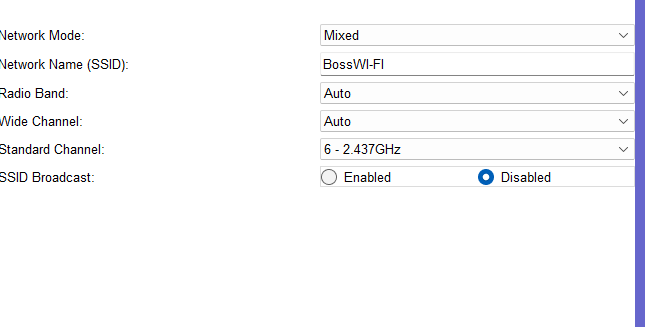 Network Mode: Mixed
Network Name (SSID): BossWI-FI
Radio Band: Auto
Wide Channel: Auto
Standard Channel: 6 - 2.437GHz
SSID Broadcast: Enabled Disabled